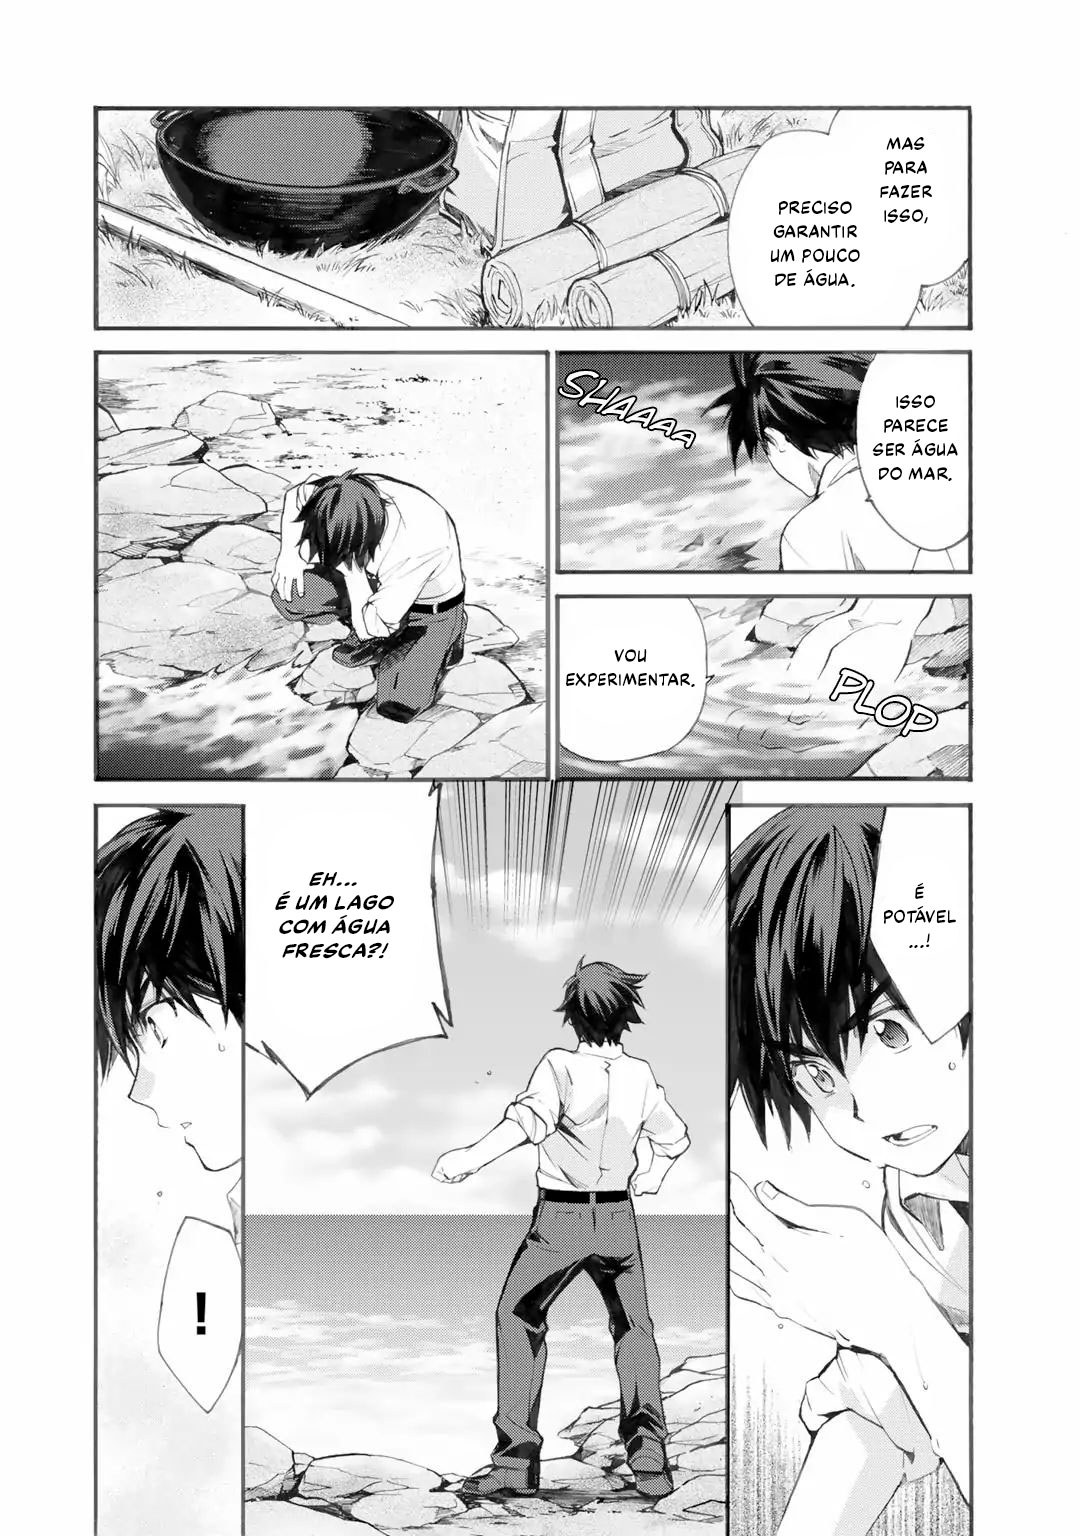 MAS
PARA
FAZER
ISSO,
PRECISO
GARANTIR
UM POUCO
DE ÁGUA.
ISSO
PARECE
SER ÁGUA
DO MAR.
SHAAAA
VOU
EXPERIMENTAR.
PLOP
É
POTÁVEL
...!
EH...
É UM LAGO
COM ÁGUA
FRESCA?!
!